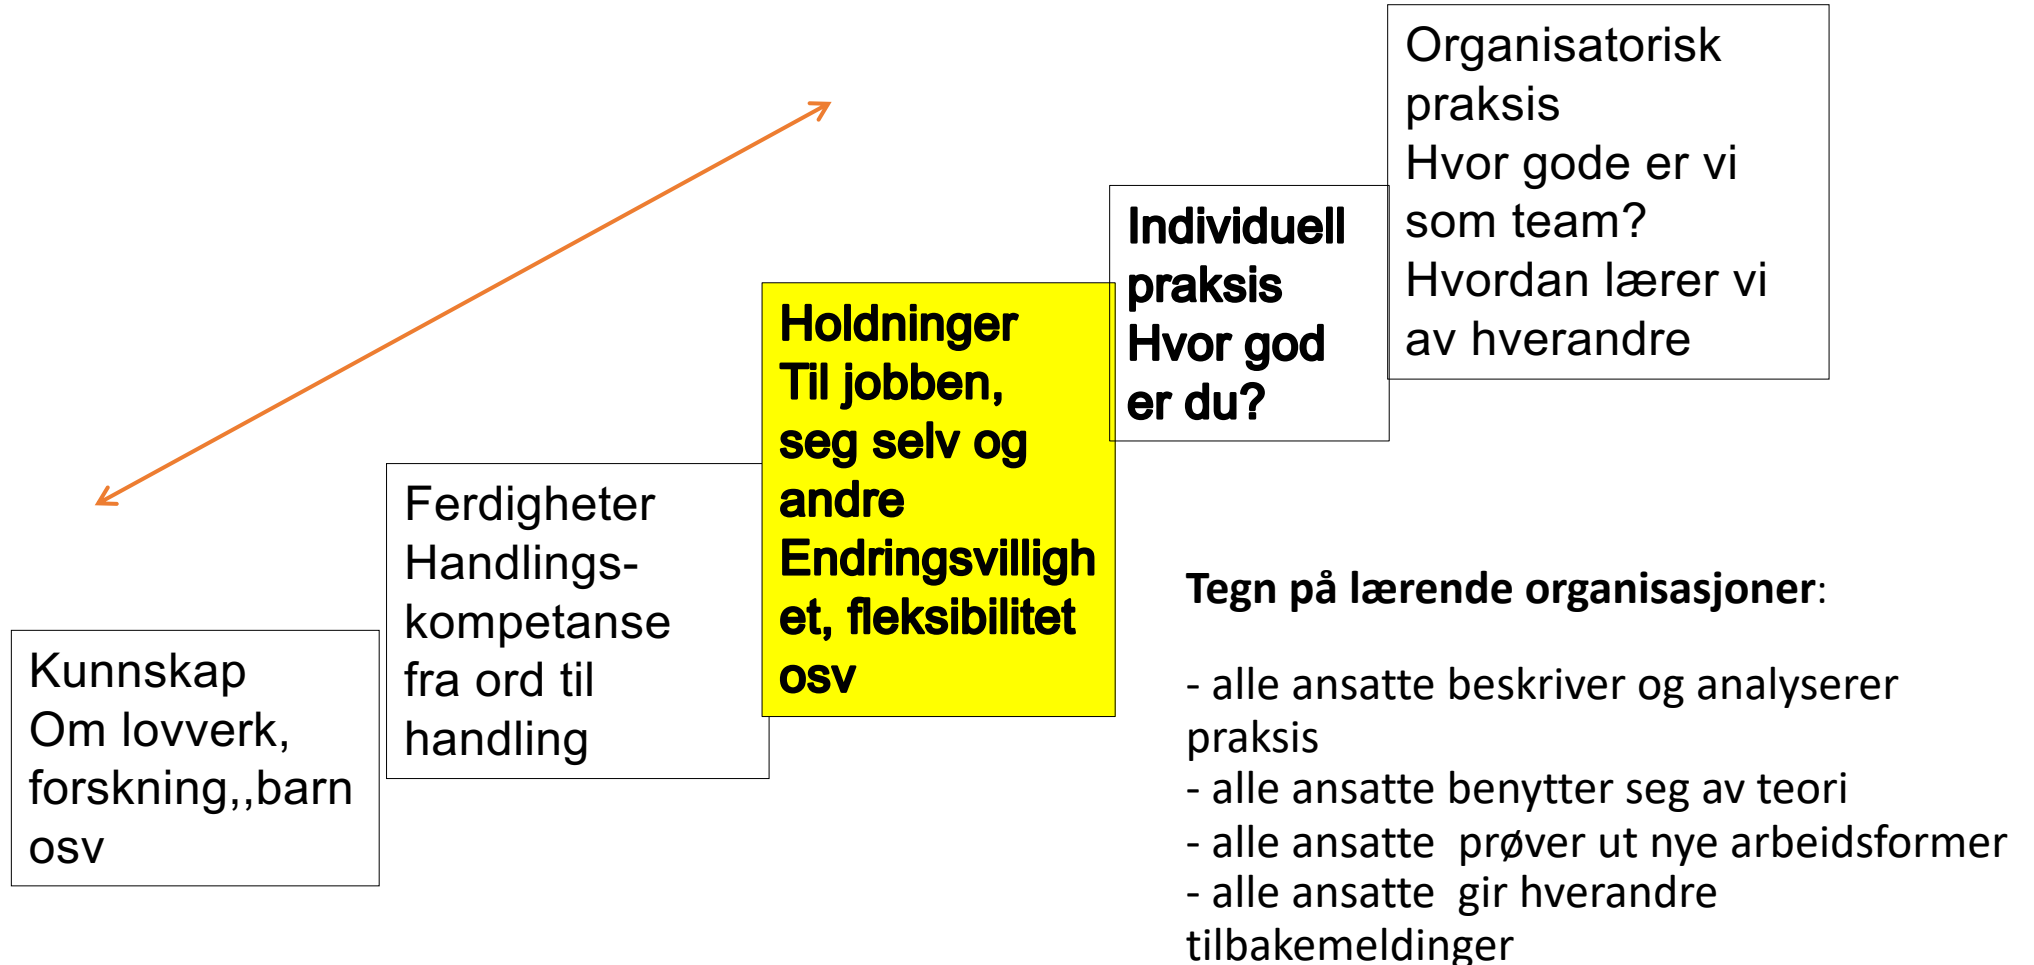 Kunnskap
Om lovverk,
forskning,,barn
osv
Ferdigheter
Handlings-
kompetanse
fra ord til
handling
Holdninger
Til jobben,
seg selv og
andre
Endringsvilligh
et, fleksibilitet
osv
Individuell
praksis
Hvor god
er du?
Organisatorisk
praksis
Hvor gode er vi
som team?
Hvordan lærer vi
av hverandre
Tegn på lærende organisasjoner:
- alle ansatte beskriver og analyserer
praksis
- alle ansatte benytter seg av teori
- alle ansatte  prøver ut nye arbeidsformer
- alle ansatte  gir hverandre
tilbakemeldinger